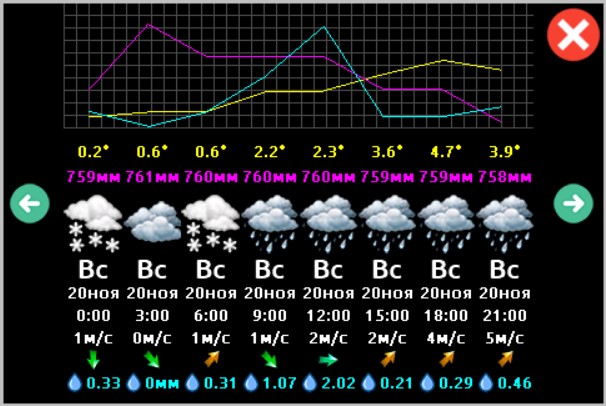 0.2° 0.6° 0.6° 2.2° 2.3° 3.6° 4.7° 3.9°
759мм 761мм 760мм 760мм 760мм 759мм 759мм 758мм
Вс Вс Вс Вс Вс Вс Вс Вс
20ноя 20ноя 20ноя 20ноя 20ноя 20ноя 20ноя 20ноя
0:00 3:00 6:00 9:00 12:00 15:00 18:00 21:00
1м/с 0м/с 1м/с 1м/с 2м/с 2м/с 4м/с 5м/с
0.33 0мм 0.31 1.07 2.02 0.21 0.29 0.46